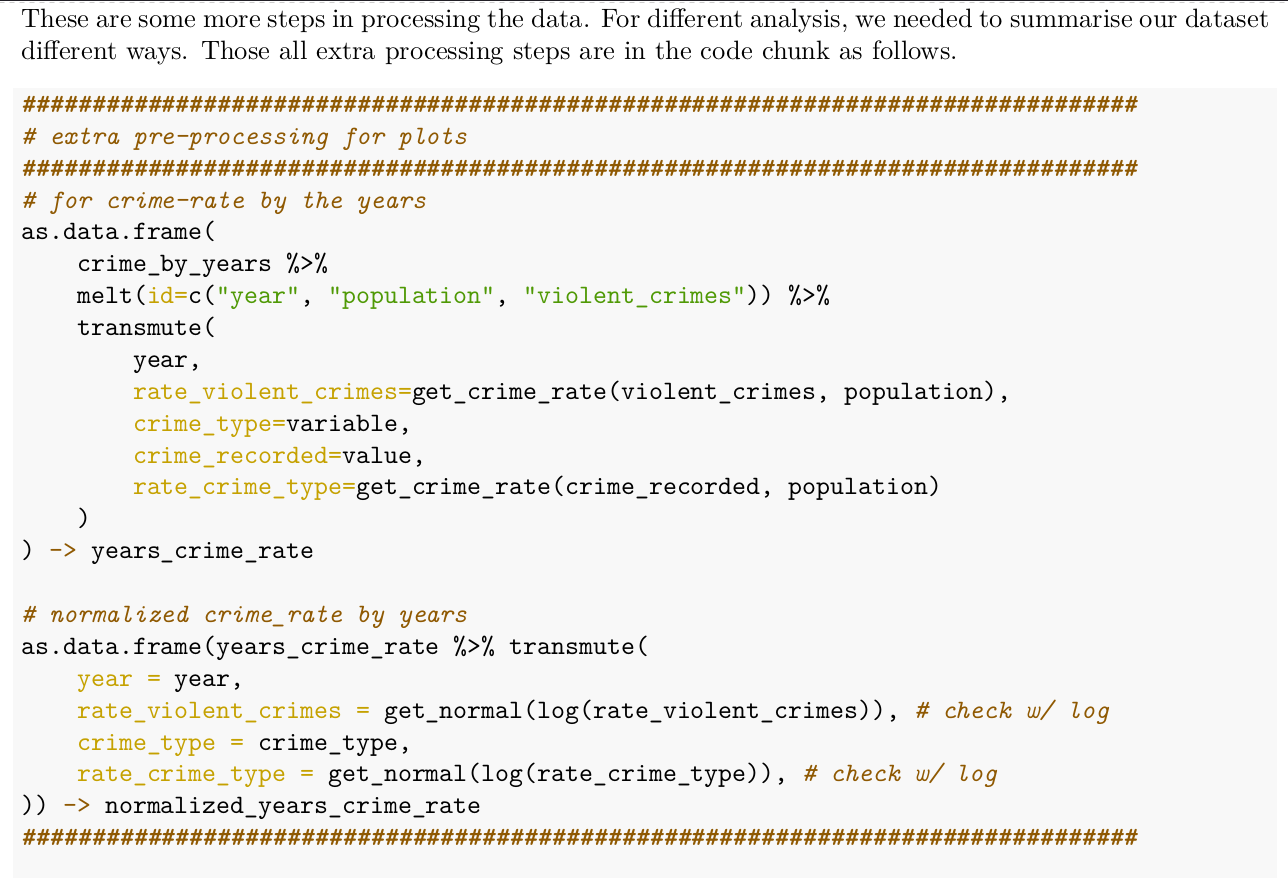 These are some more steps in processing the data. For different analysis, we needed to summarise our dataset
different ways. Those all extra processing steps are in the code chunk as follows.
################################################################################
# extra pre-processing for plots
################################################################################
# for crime-rate by the years
as.data.frame(
    crime_by_years %>%
    melt(id=c("year", "population", "violent_crimes")) %>%
    transmute(
        year,
        rate_violent_crimes=get_crime_rate(violent_crimes, population),
        crime_type=variable,
        crime_recorded=value,
        rate_crime_type=get_crime_rate(crime_recorded, population)
    )
) -> years_crime_rate
# normalized crime_rate by years
as.data.frame(years_crime_rate %>% transmute(
    year = year,
    rate_violent_crimes = get_normal(log(rate_violent_crimes)), # check w/ log
    crime_type = crime_type,
    rate_crime_type = get_normal(log(rate_crime_type)), # check w/ log
)) -> normalized_years_crime_rate
################################################################################